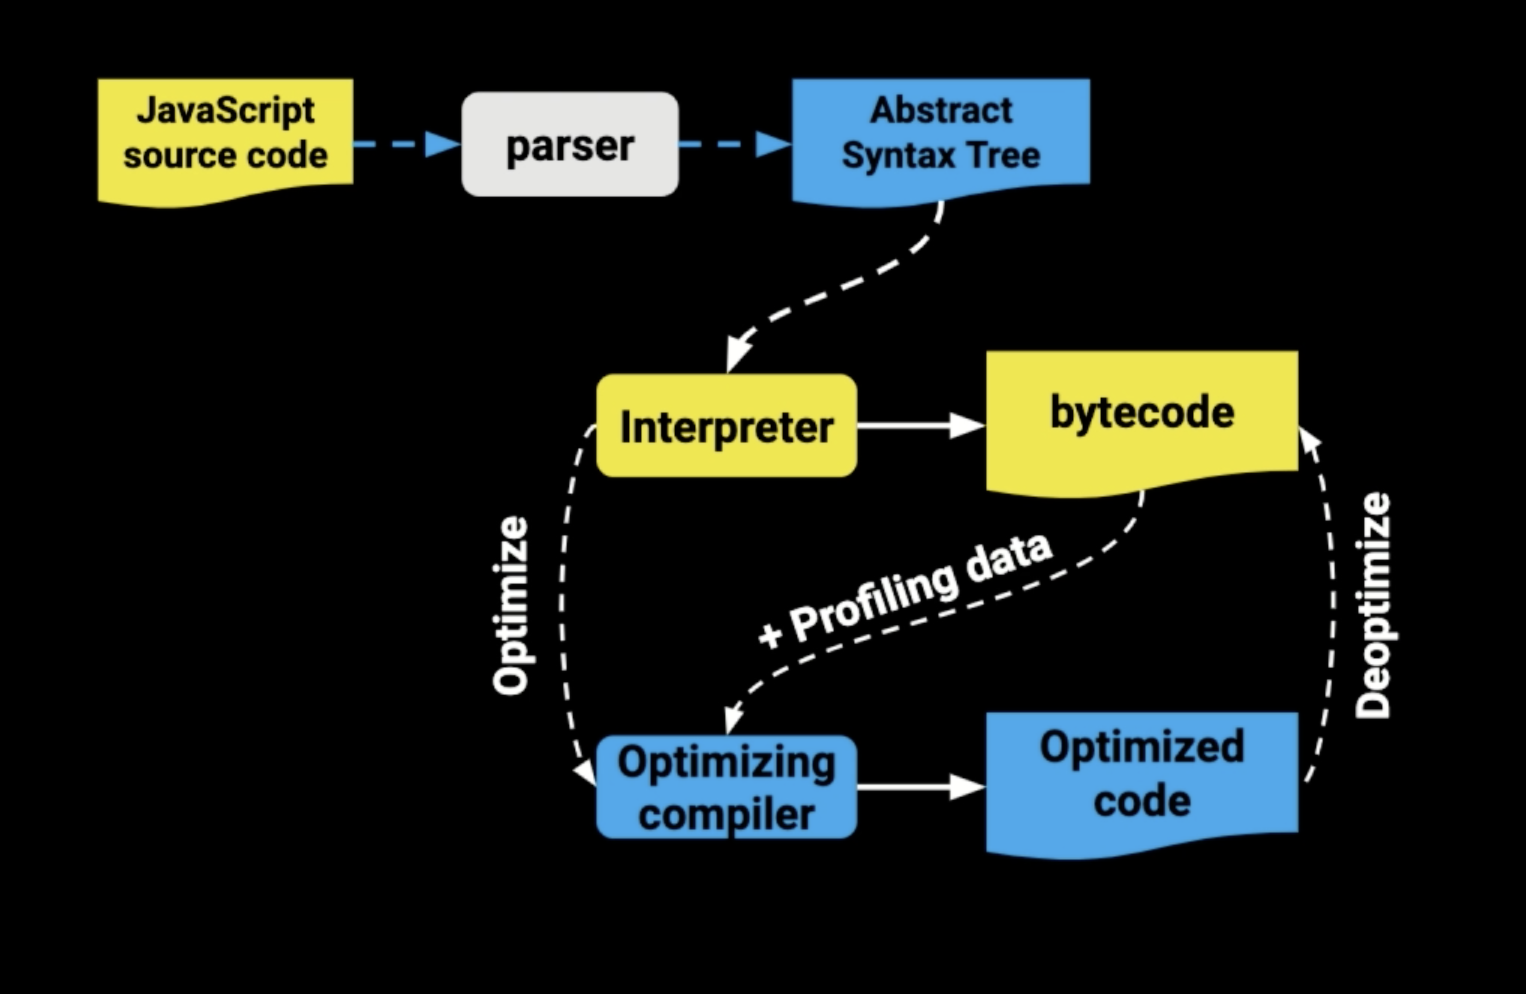 JavaScript
source code
parser
Abstract
Syntax Tree
Interpreter
bytecode
Optimize
+ Profiling data
Deoptimize
Optimizing
compiler
Optimized
code